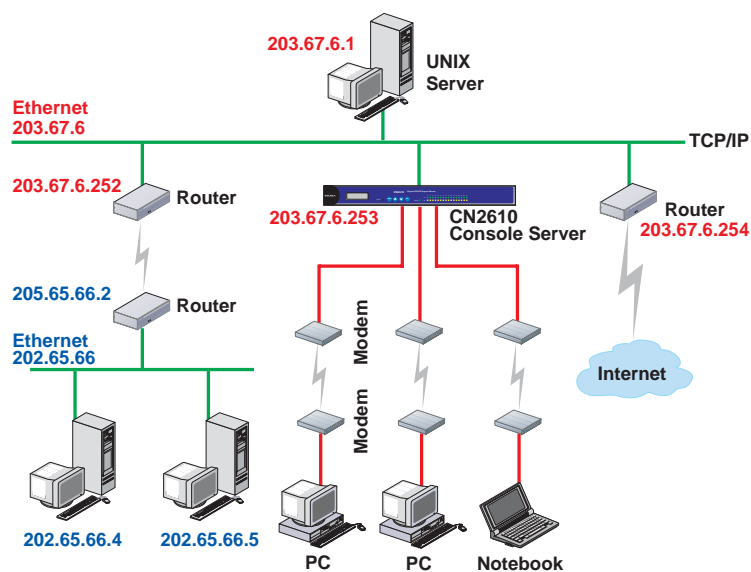 203.67.6.1
UNIX
Server
Ethernet
203.67.6
TCP/IP
203.67.6.252
Router
203.67.6.253
CN2610
Console Server
Router
203.67.6.254
205.65.66.2
Router
Modem
Ethernet
202.65.66
Internet
Modem
202.65.66.4
202.65.66.5
PC
PC
Notebook